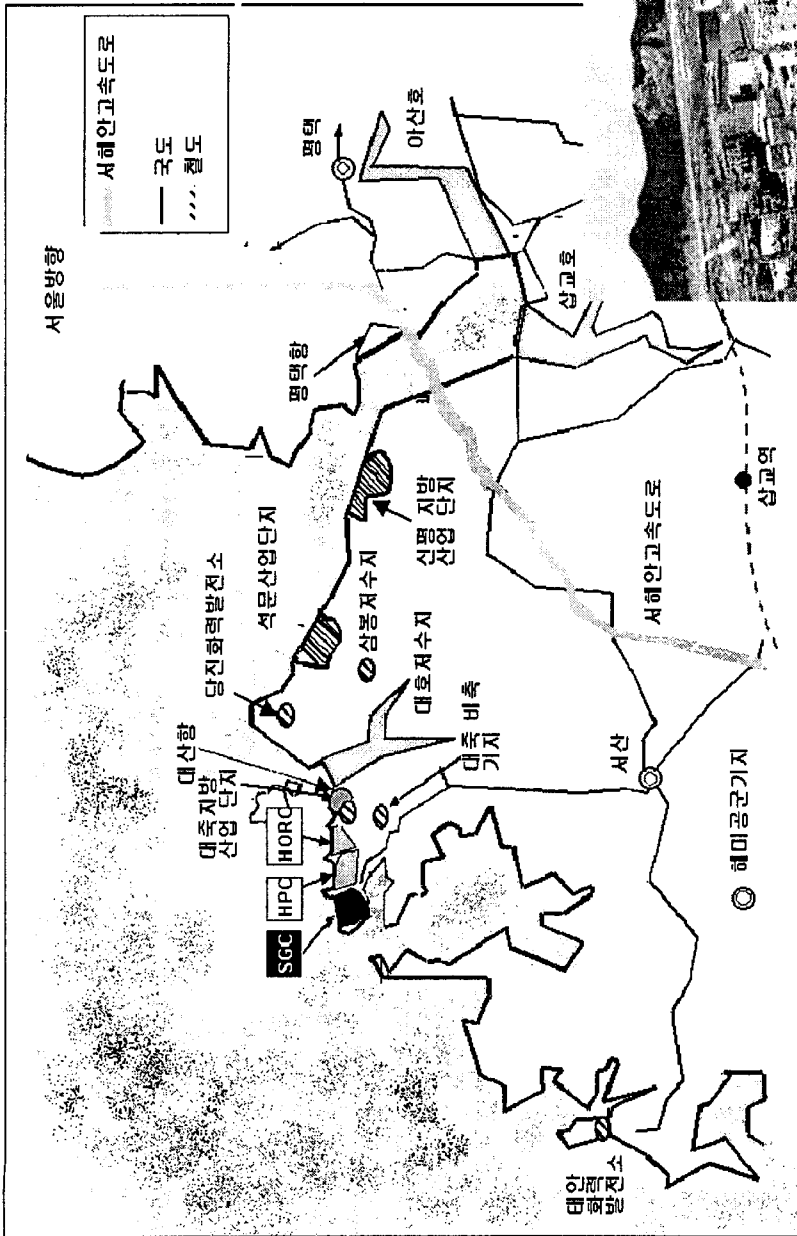 서해안고속도로
국도
철도
서울방향
평택
아산호
평택항
삽교호
석문산업단지
당진화력발전소
신평 지방
산업 단지
삼봉저수지
대호저수지
대산항
대죽지방
산업 단지
대죽 비축
기지
HORC
HPC
SGC
서해안고속도로
삽교역
서산
해미공군기지
태안
화력
발전소